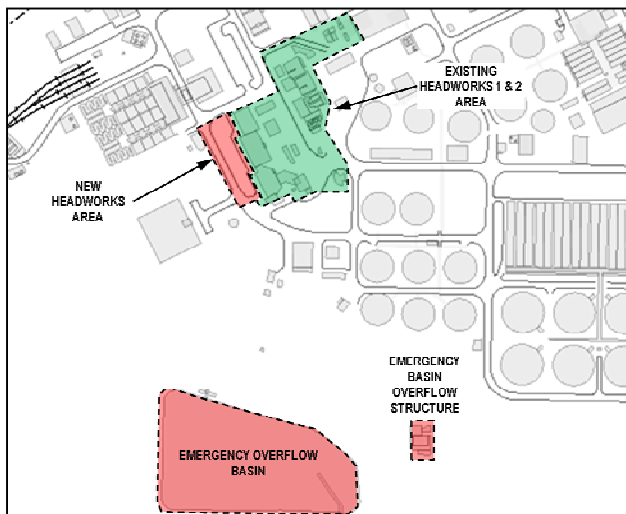 EXISTING
HEADWORKS 1 & 2
AREA
NEW
HEADWORKS
AREA
EMERGENCY
BASIN
OVERFLOW
STRUCTURE
EMERGENCY OVERFLOW
BASIN